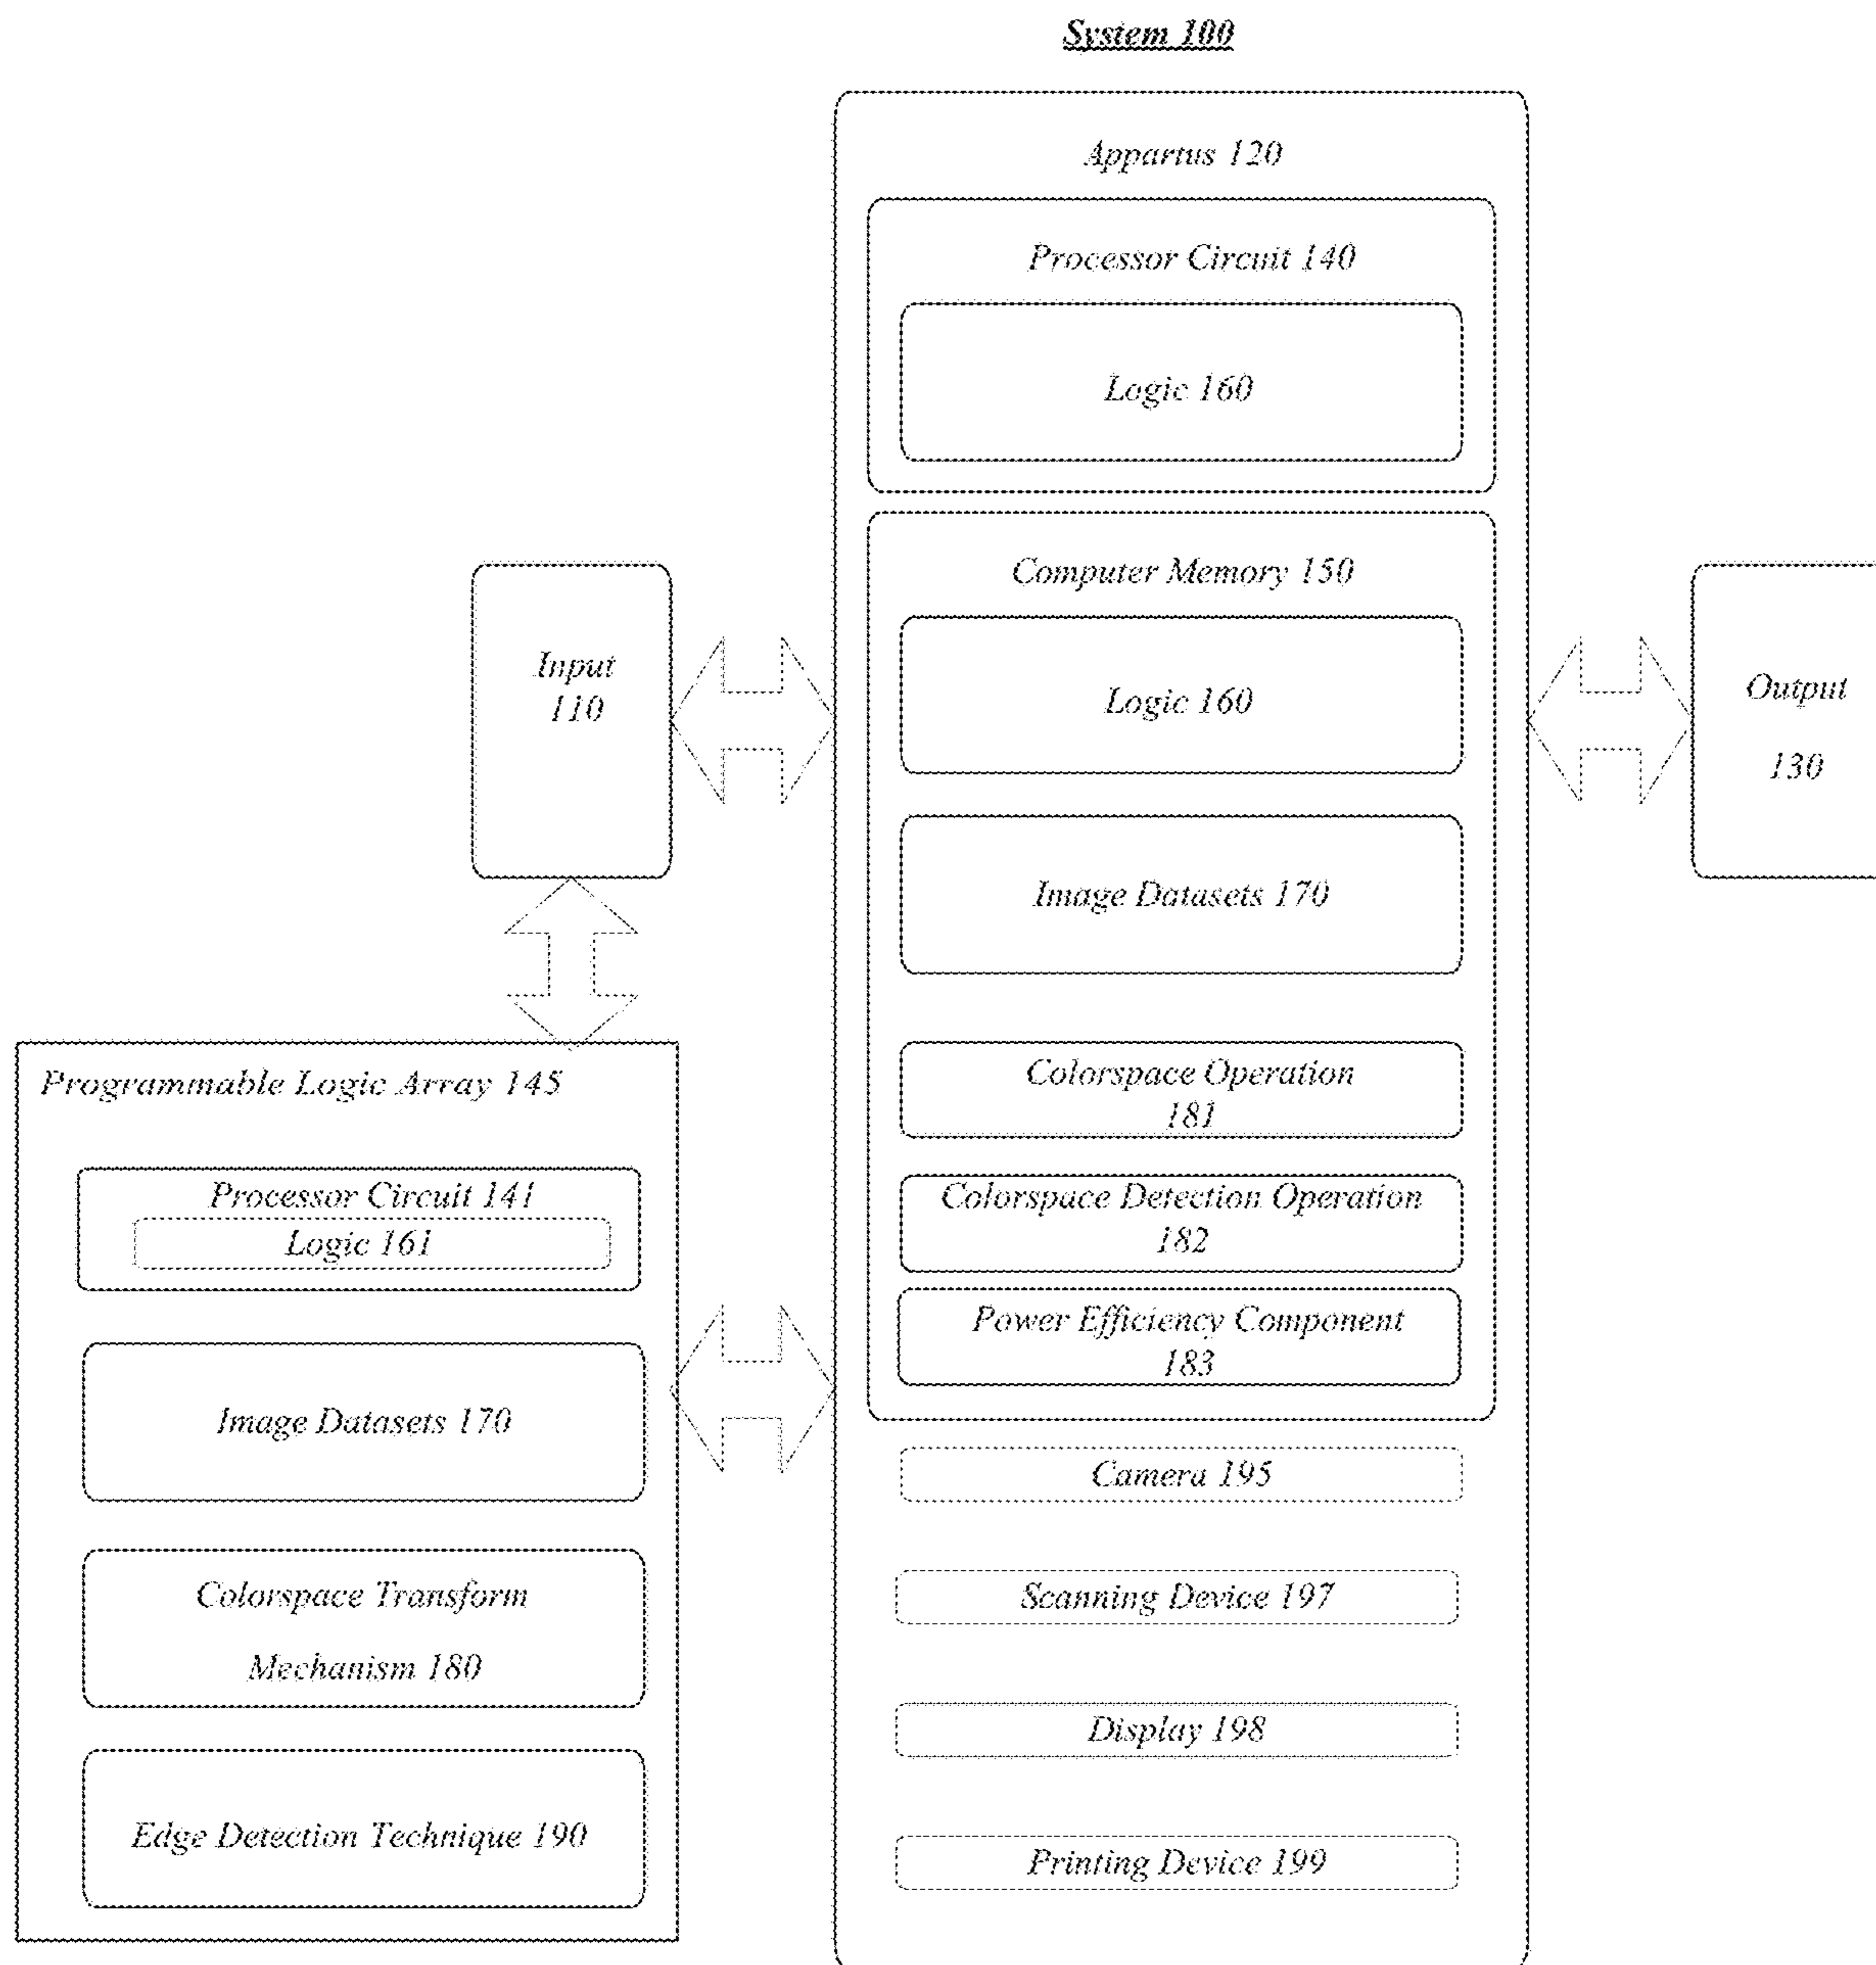 System 100
Appartus 120
Processor Circuit 140
Logic 160
Computer Memory 150
Logic 160
Image Datasets 170
Colorspace Operation
181
Colorspace Detection Operation
182
Power Efficiency Component
183
Camera 195
Scanning Device 197
Display 198
Printing Device 199
Input
110
Output
130
Programmable Logic Array 145
Processor Circuit 141
Logic 161
Image Datasets 170
Colorspace Transform
Mechanism 180
Edge Detection Technique 190